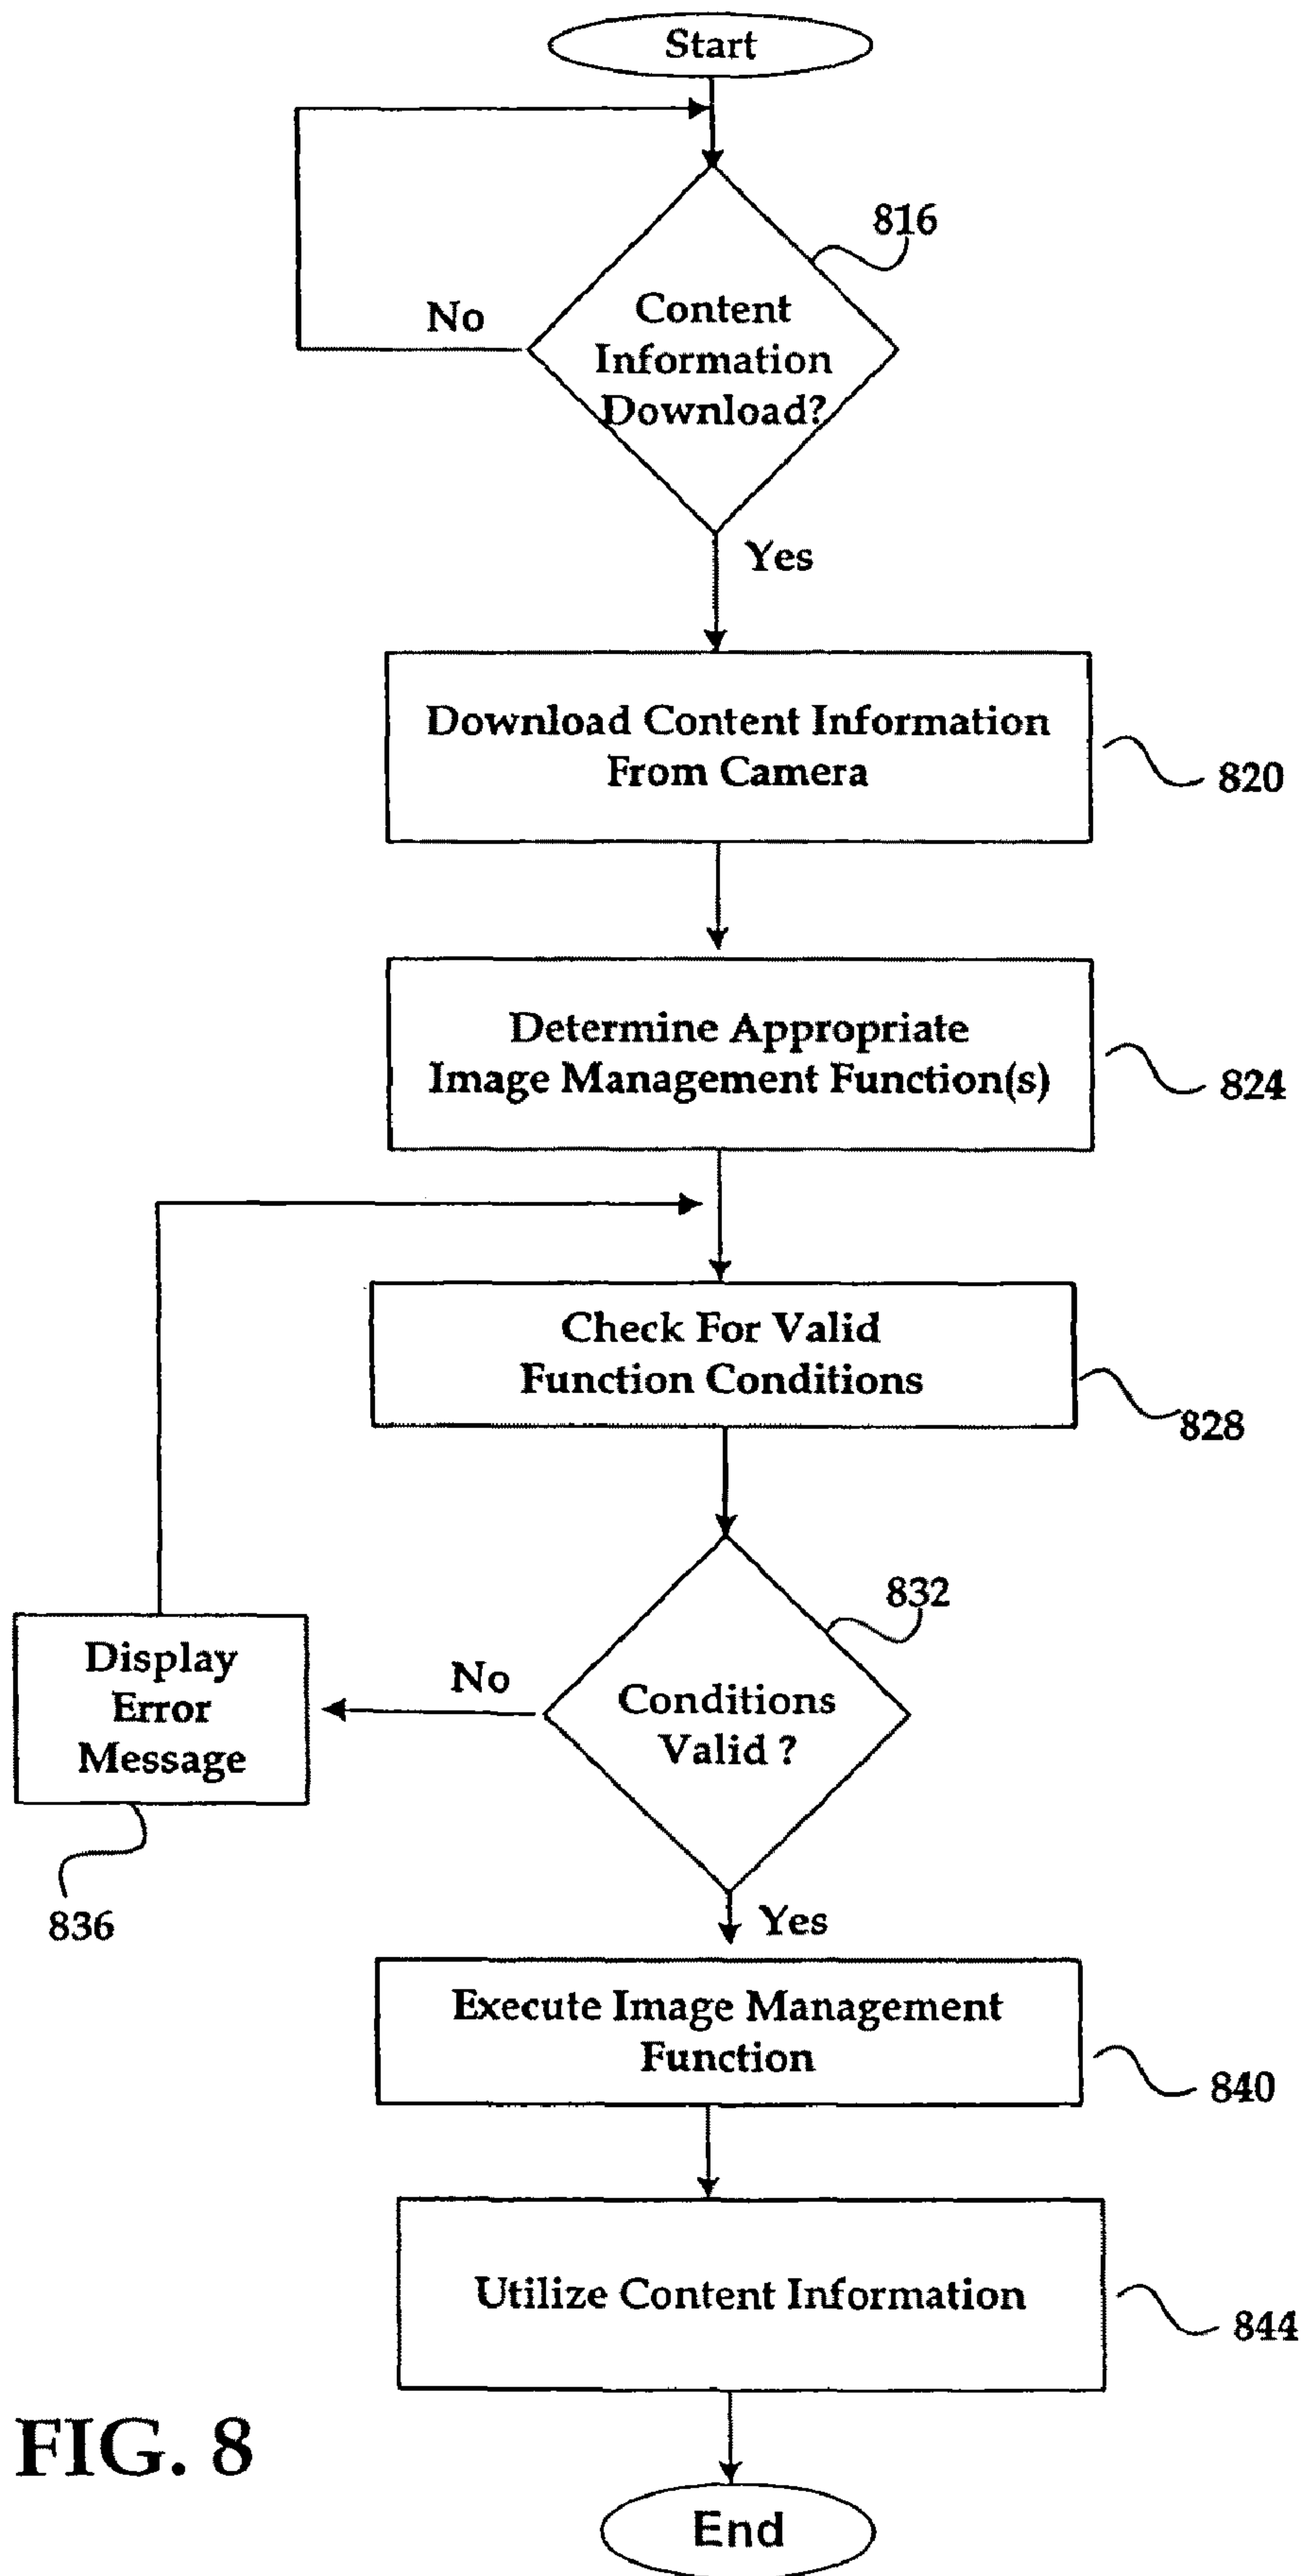 Start
816
Content
Information
Download?
No
Yes
Download Content Information
From Camera
820
Determine Appropriate
Image Management Function(s)
824
Check For Valid
Function Conditions
828
832
Conditions
Valid ?
No
Display
Error
Message
836
Yes
Execute Image Management
Function
840
Utilize Content Information
844
FIG. 8
End